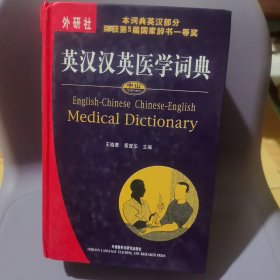 外研社
本词典英汉部分
荣获第5届国家辞书一等奖
英汉汉英医学词典
English-Chinese Chinese-English
Medical Dictionary
主编
外语教学与研究出版社
FOREIGN LANGUAGE TEACHING AND RESEARCH PRESS